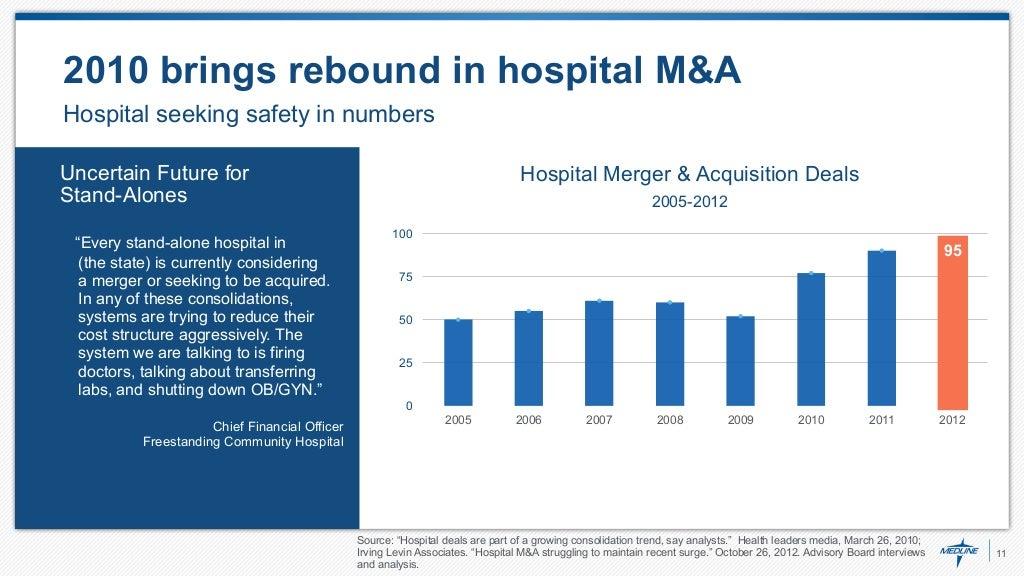 2010 brings rebound in hospital M&A
Hospital seeking safety in numbers
Uncertain Future for
Stand-Alones
“Every stand-alone hospital in
(the state) is currently considering
a merger or seeking to be acquired.
In any of these consolidations,
systems are trying to reduce their
cost structure aggressively. The
system we are talking to is firing
doctors, talking about transferring
labs, and shutting down OB/GYN.”
Chief Financial Officer
Freestanding Community Hospital
Hospital Merger & Acquisition Deals
2005-2012
100
75
50
25
0
95
2005 2006 2007 2008 2009 2010 2011 2012
Source: “Hospital deals are part of a growing consolidation trend, say analysts.” Health leaders media, March 26, 2010;
Irving Levin Associates. “Hospital M&A struggling to maintain recent surge.” October 26, 2012. Advisory Board interviews
and analysis.
MEDLINE
11